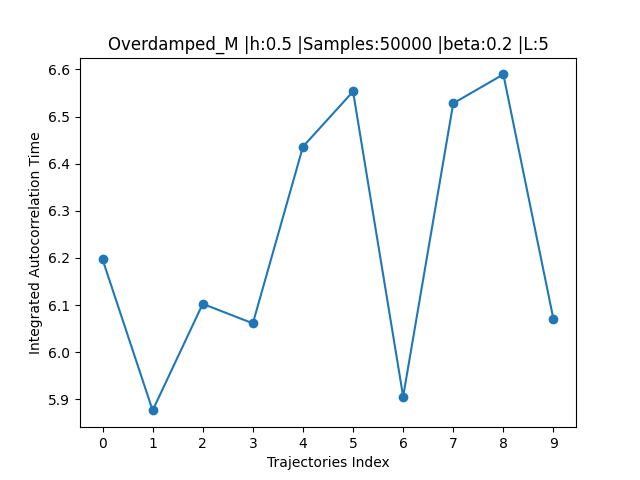 Overdamped_M |h:0.5 |Samples:50000 |beta:0.2 |L:5
6.6
6.5
6.4
6.3
6.2
6.1
6.0
5.9
Integrated Autocorrelation Time
0 1 2 3 4 5 6 7 8 9
Trajectories Index